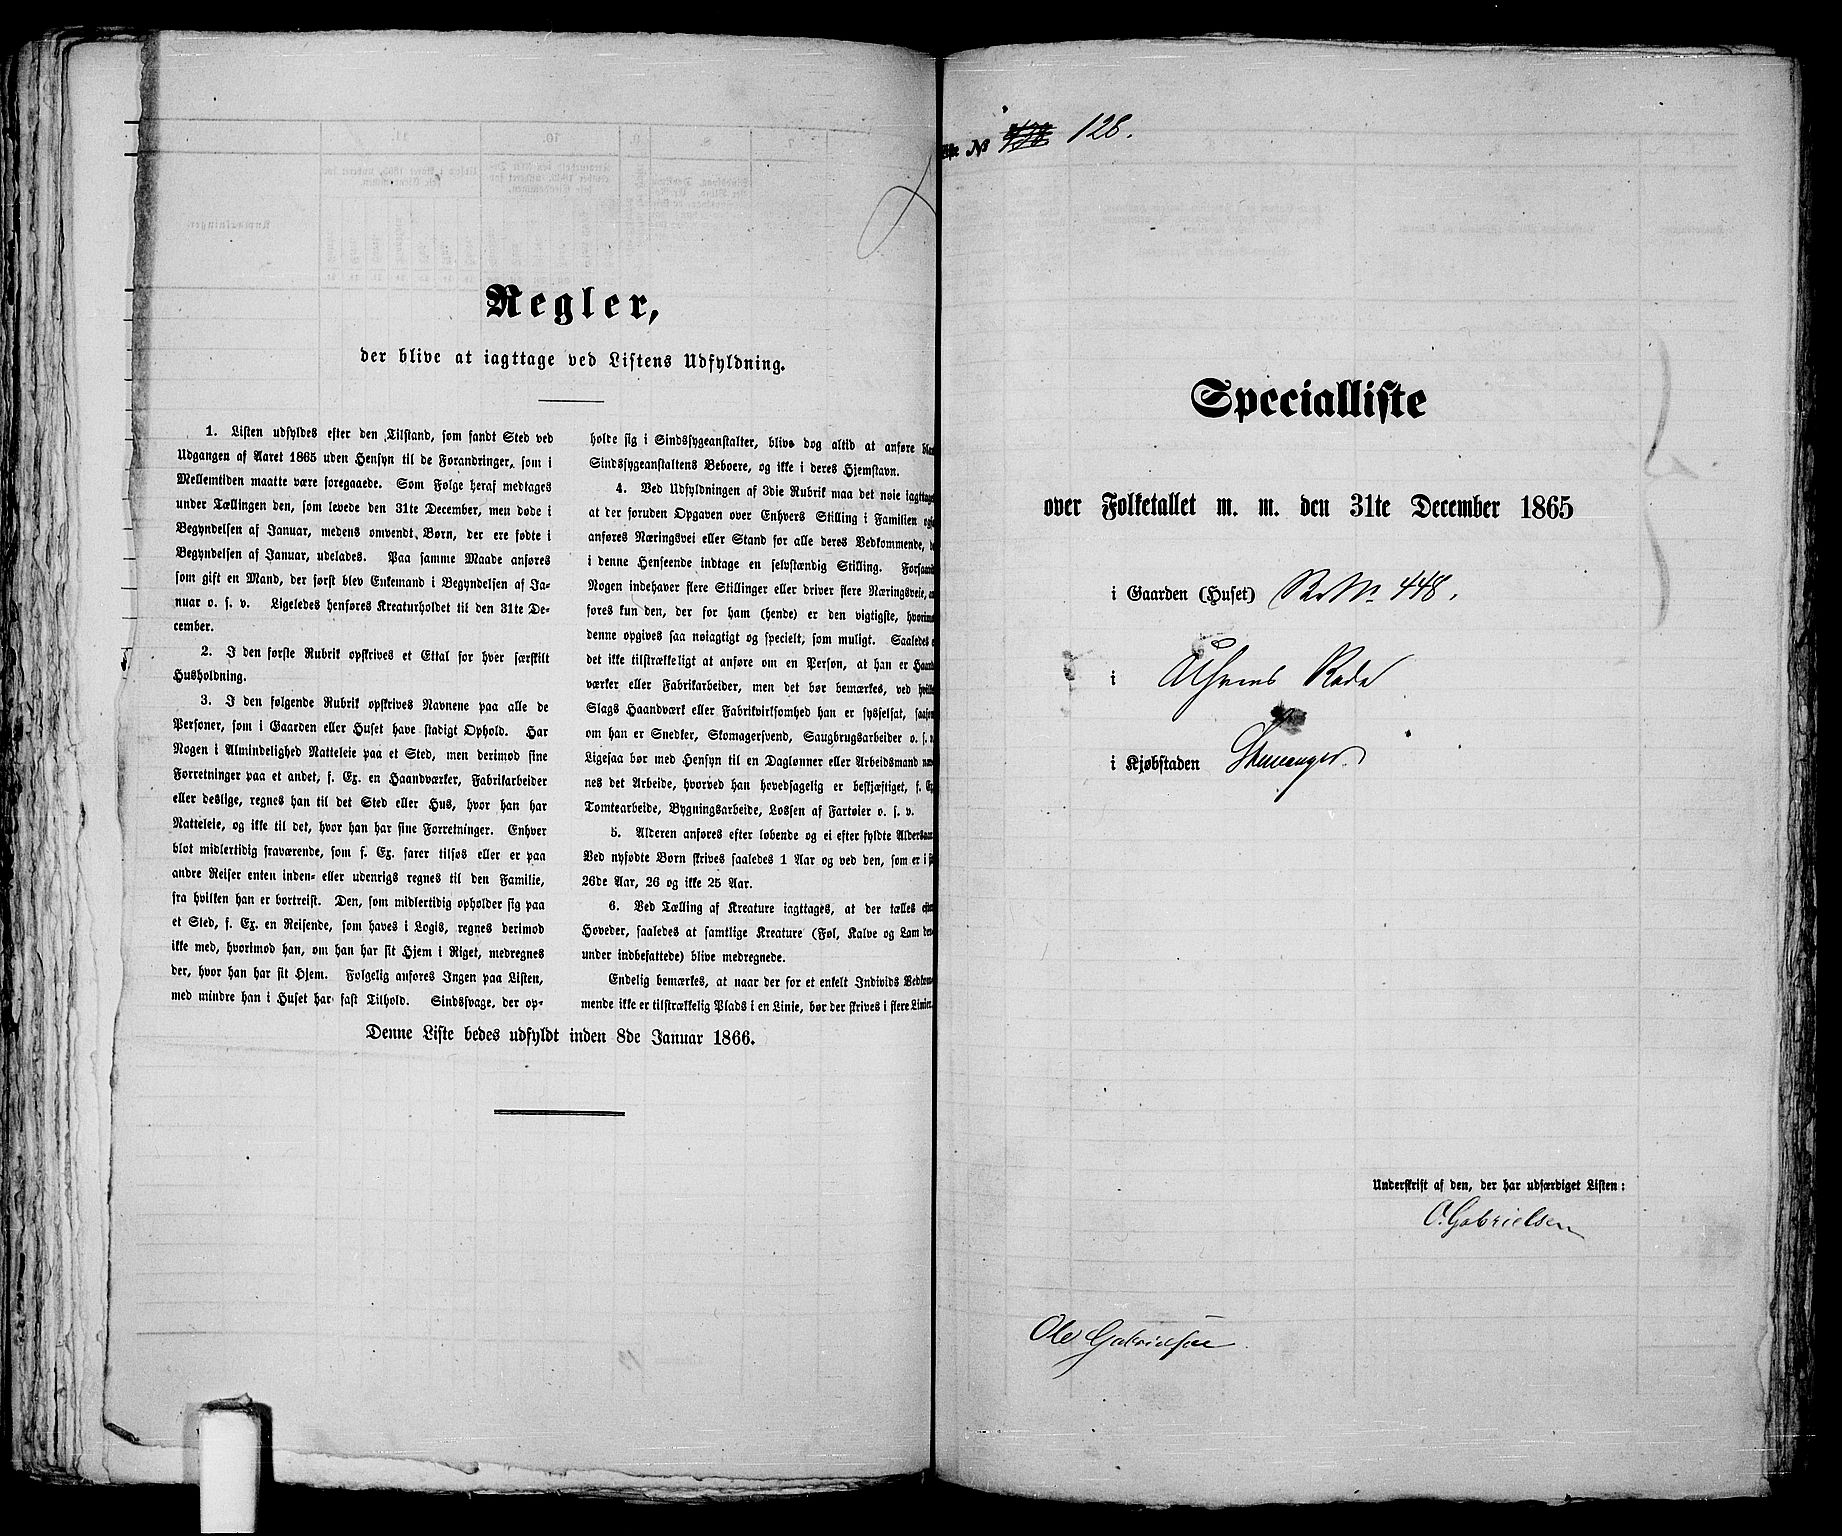 Regler,
der blive at iagttage ved Listens Udfyldning.
1. Listen udfyldes efter den Tilstand, som fandt Sted ved
Udgangen af Aaret 1865 uden Hensyn til de Forandringer, som i
Mellemtiden maatte være foregaaede. Som Følge heraf medtages
under Tællingen den, som levede den 31te December, men døde i
Begyndelsen af Januar, medens omvendt Børn, der ere fødte i
Begyndelsen af Januar, udelades. Paa samme Maade anføres
som gift en Mand, der først blev Enkemand i Begyndelsen af Ja-
nuar o. s. v. Ligeledes henføres Kreaturholdet til den 31te De-
cember.
2. I den første Rubrik opskrives et Ettal for hver særskilt
Husholdning.
3. I den følgende Rubrik opskrives Navnene paa alle de
Personer, som i Gaarden eller Huset have stadigt Ophold. Har
Nogen i Almindelighed Natteleie paa et Sted, men derimod sine
Forretninger paa et andet, f. Ex. en Haandværker, Fabrikarbeider
eller deslige, regnes han til det Sted eller Hus, hvor han har
Natteleie, og ikke til det, hvor han har sine Forretninger. Enhver
blot midlertidig fraværende, som f. Ex. farer tilsøs eller er paa
andre Reiser enten inden- eller udenrigs regnes til den Familie,
fra hvilken han er bortreist. Den, som midlertidig opholder sig paa
et Sted, f. Ex. en Reisende, som haves i Logis, regnes derimod
ikke med, hvorimod han, om han har sit Hjem i Riget, medregnes
der, hvor han har sit Hjem. Følgelig anføres Ingen paa Listen,
med mindre han i Huset har fast Tilhold. Sindssvage, der op-
holde sig i Sindssygeanstalter, blive dog altid at anføre
Sindssygeanstaltens Beboere, og ikke i deres Hjemstavn.
4. Ved Udfyldningen af 3die Rubrik maa det nøie iagttages
at der foruden Opgaven over Enhvers Stilling i Familien
anføres Næringsvei eller Stand for alle dere Vedkommende,
i denne Henseende indtage en selvstændig Stilling.
Nogen indehaver flere Stillinger eller driver flere Næringsveie,
føres kun den, der for ham (hende) er den vigtigste,
denne opgives saa nøiagtigt og specielt, som muligt. Saaledes
det ikke tilstrækkeligt at anføre om en Person, at han er
værker eller Fabrikarbeider, men det bør bemærkes, ved
Slags Haandværk eller Fabrikvirksomhed han er sysselsat,
om han er Snedker, Skomagersvend, Saugbrugsarbeider o. s. v.
Ligesaa bør med Hensyn til en Dagløнner eller Arbeidsmand
nes det Arbeide, hvorved han hovedsagelig er beskjæftiget, f. Ex.
Tomtearbeide, Bygningsarbeide, Lossen af Fartøier o. s. v.
5. Alderen anføres efter løbende og ei efter fyldte
Ved nyfødte Børn skrives saaledes 1 Aar og ved den, som er i
26de Aar, 26 og ikke 25 Aar.
6. Ved Tælling af Kreature iagttages, at der tælles
Hoveder, saaledes at samtlige Kreature (Føl, Kalve og Lam
under indbefattede) blive medregnede.
Endelig bemærkes, at naar der for et enkelt Individs
mende ikke er tilstrækkelig Plads i en Linie, bør der skrives i flere Linier.
Denne Liste bedes udfyldt inden 8de Januar 1866.
№ 128.
Specialliste
over Folketallet m. m. den 31te December 1865
i Gaarden (Huset) 448.
i Rode
i Kjøbstaden Stavanger.
Underskrift af den, der har udfærdiget Listen:
O. Gabrielsen
Ole Gabrielsen